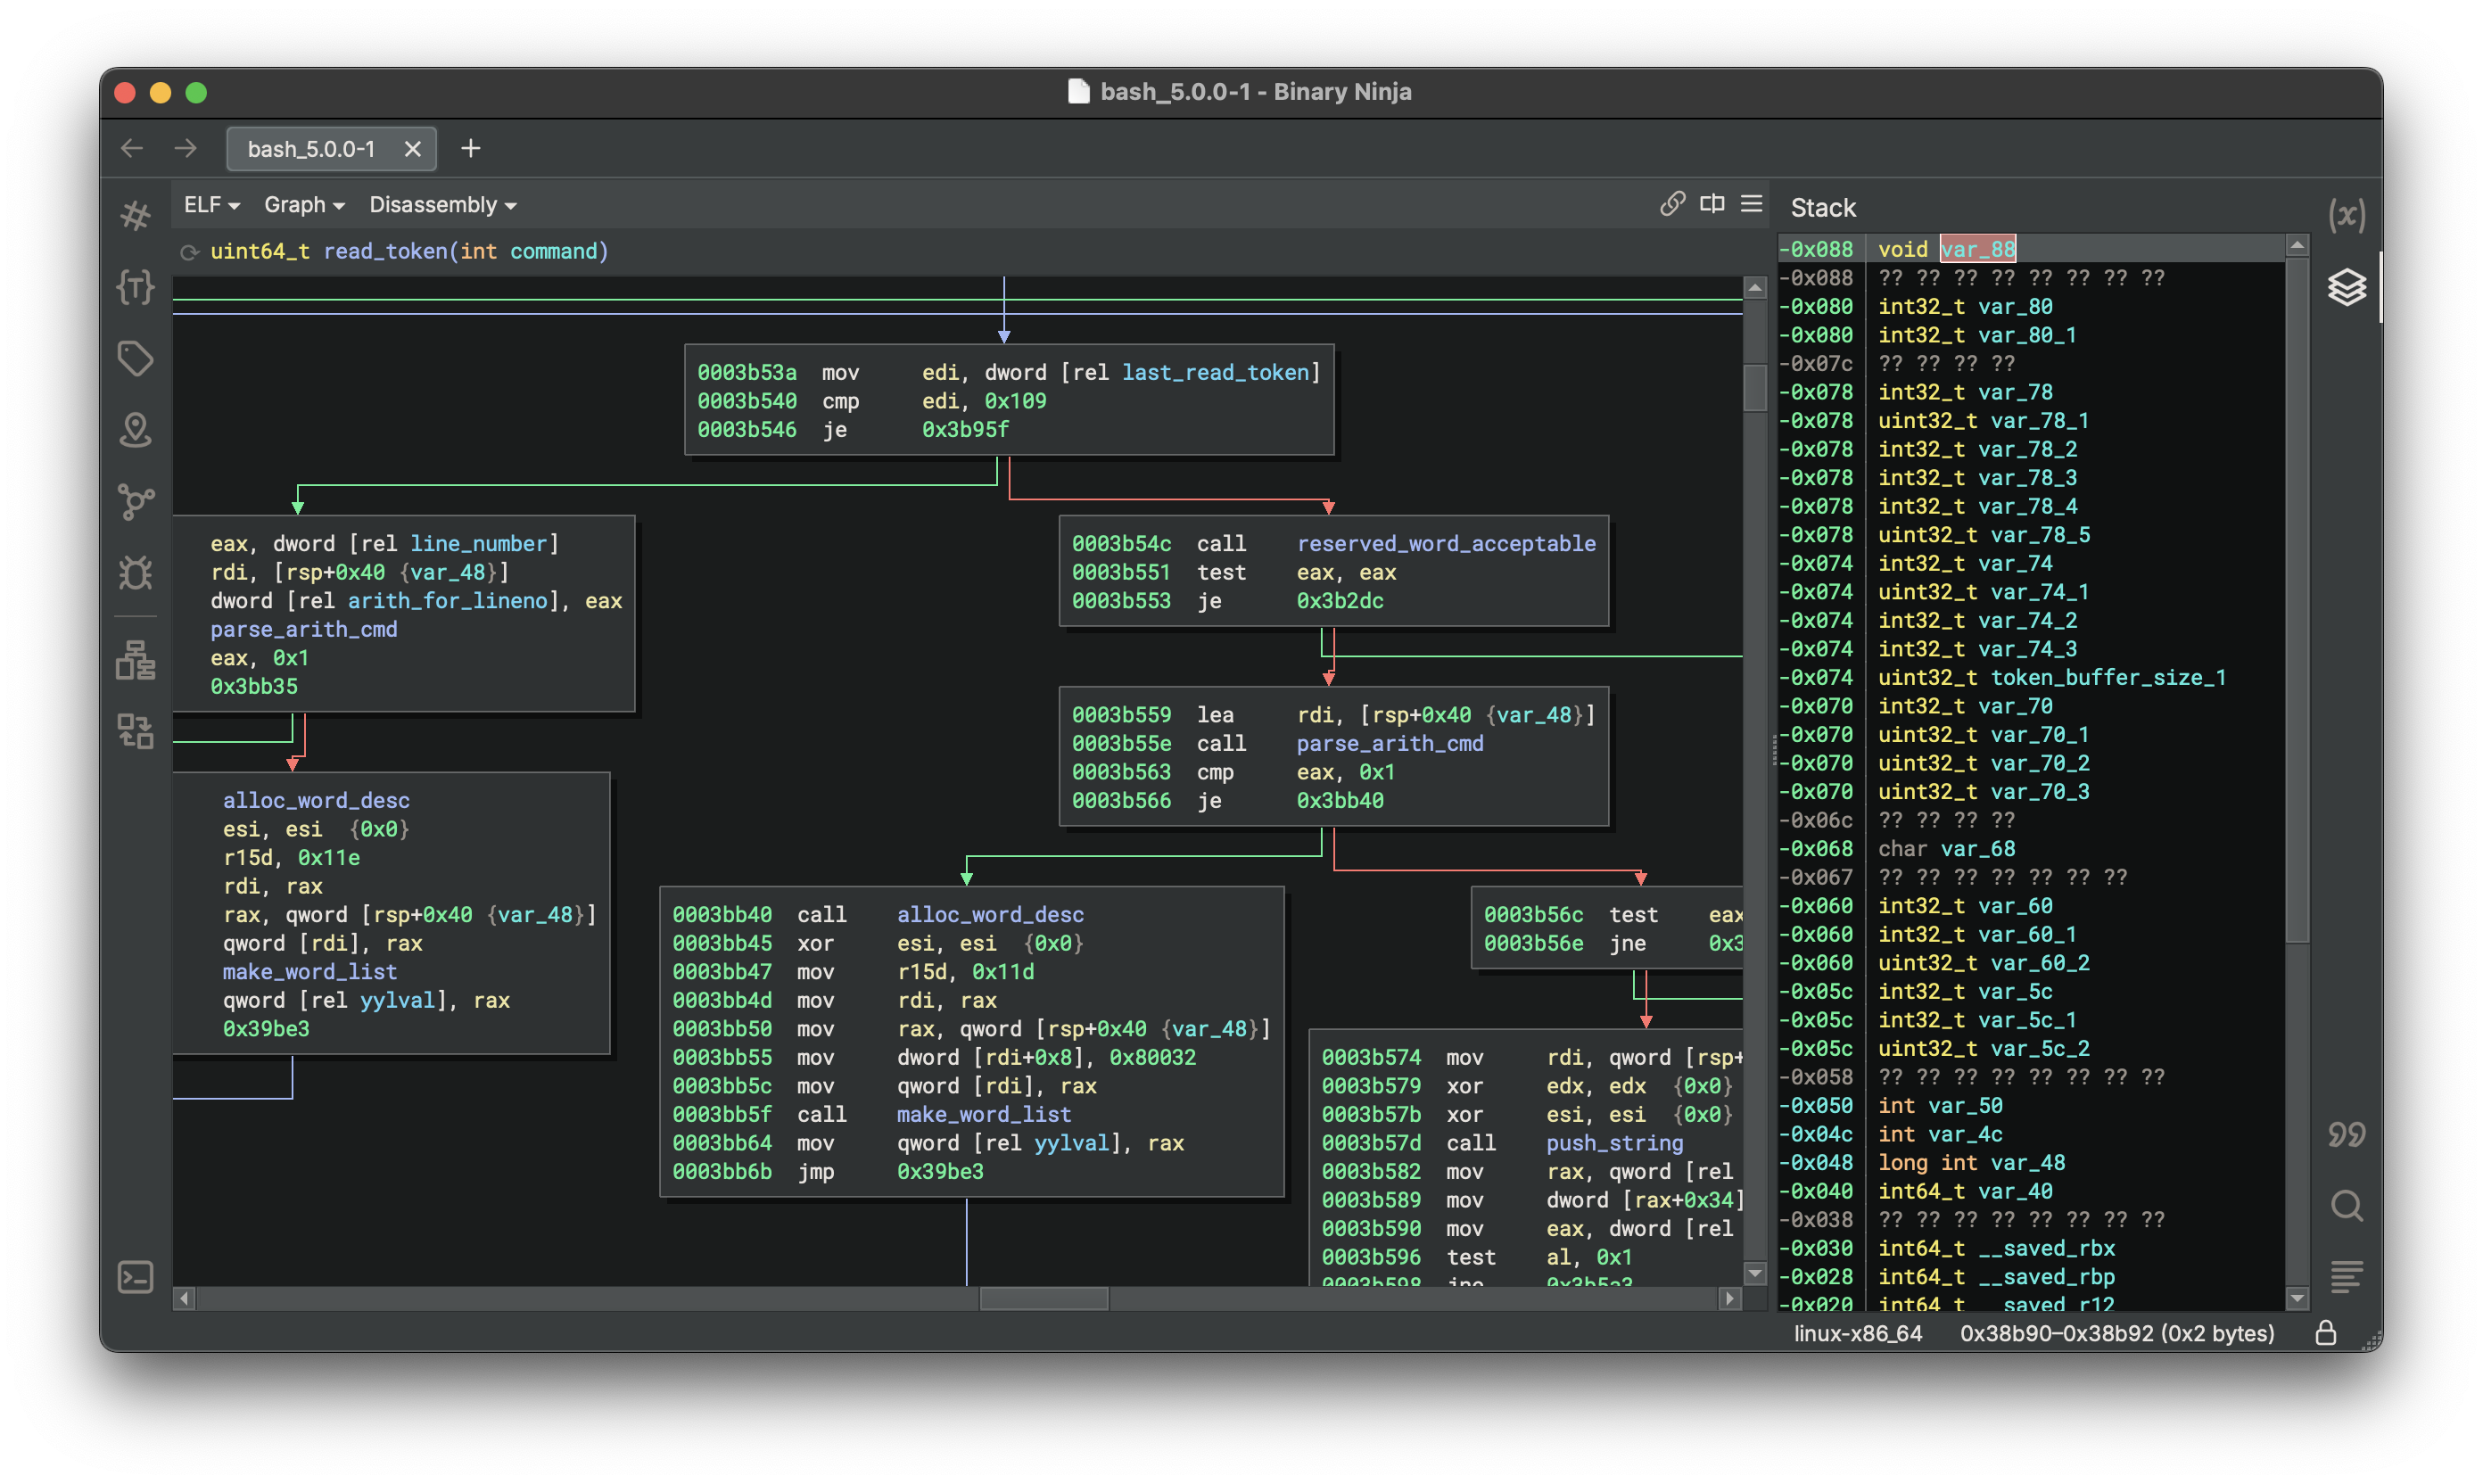 bash_5.0.0-1 - Binary Ninja
bash_5.0.0-1
ELF Graph Disassembly
uint64_t read_token(int command)
0003b53a mov edi, dword [rel last_read_token]
0003b540 cmp edi, 0x109
0003b546 je 0x3b95f
eax, dword [rel line_number]
rdi, [rsp+0x40 {var_48}]
dword [rel arith_for_lineno], eax
parse_arith_cmd
eax, 0x1
0x3bb35
0003b54c call reserved_word_acceptable
0003b551 test eax, eax
0003b553 je 0x3b2dc
0003b559 lea rdi, [rsp+0x40 {var_48}]
0003b55e call parse_arith_cmd
0003b563 cmp eax, 0x1
0003b566 je 0x3bb40
alloc_word_desc
esi, esi {0x0}
r15d, 0x11e
rdi, rax
rax, qword [rsp+0x40 {var_48}]
qword [rdi], rax
make_word_list
qword [rel yylval], rax
0x39be3
0003bb40 call alloc_word_desc
0003bb45 xor esi, esi {0x0}
0003bb47 mov r15d, 0x11d
0003bb4d mov rdi, rax
0003bb50 mov rax, qword [rsp+0x40 {var_48}]
0003bb55 mov dword [rdi+0x8], 0x80032
0003bb5c mov qword [rdi], rax
0003bb5f call make_word_list
0003bb64 mov qword [rel yylval], rax
0003bb6b jmp 0x39be3
0003b56c test eax
0003b56e jne 0x3
0003b574 mov rdi, qword [rsp+
0003b579 xor edx, edx {0x0}
0003b57b xor esi, esi {0x0}
0003b57d call push_string
0003b582 mov rax, qword [rel
0003b589 mov dword [rax+0x34]
0003b590 mov eax, dword [rel
0003b596 test al, 0x1
0003b598 jne 0x3b5a3
Stack
-0x088 void var_88
-0x088 ?? ?? ?? ?? ?? ?? ?? ??
-0x080 int32_t var_80
-0x080 int32_t var_80_1
-0x07c ?? ?? ?? ??
-0x078 int32_t var_78
-0x078 uint32_t var_78_1
-0x078 int32_t var_78_2
-0x078 int32_t var_78_3
-0x078 int32_t var_78_4
-0x078 uint32_t var_78_5
-0x074 int32_t var_74
-0x074 uint32_t var_74_1
-0x074 int32_t var_74_2
-0x074 int32_t var_74_3
-0x074 uint32_t token_buffer_size_1
-0x070 int32_t var_70
-0x070 uint32_t var_70_1
-0x070 uint32_t var_70_2
-0x070 uint32_t var_70_3
-0x06c ?? ?? ?? ??
-0x068 char var_68
-0x067 ?? ?? ?? ?? ?? ?? ??
-0x060 int32_t var_60
-0x060 int32_t var_60_1
-0x060 uint32_t var_60_2
-0x05c int32_t var_5c
-0x05c int32_t var_5c_1
-0x05c uint32_t var_5c_2
-0x058 ?? ?? ?? ?? ?? ?? ?? ??
-0x050 int var_50
-0x04c int var_4c
-0x048 long int var_48
-0x040 int64_t var_40
-0x038 ?? ?? ?? ?? ?? ?? ?? ??
-0x030 int64_t __saved_rbx
-0x028 int64_t __saved_rbp
-0x020 int64_t __saved_r12
linux-x86_64 0x38b90–0x38b92 (0x2 bytes)